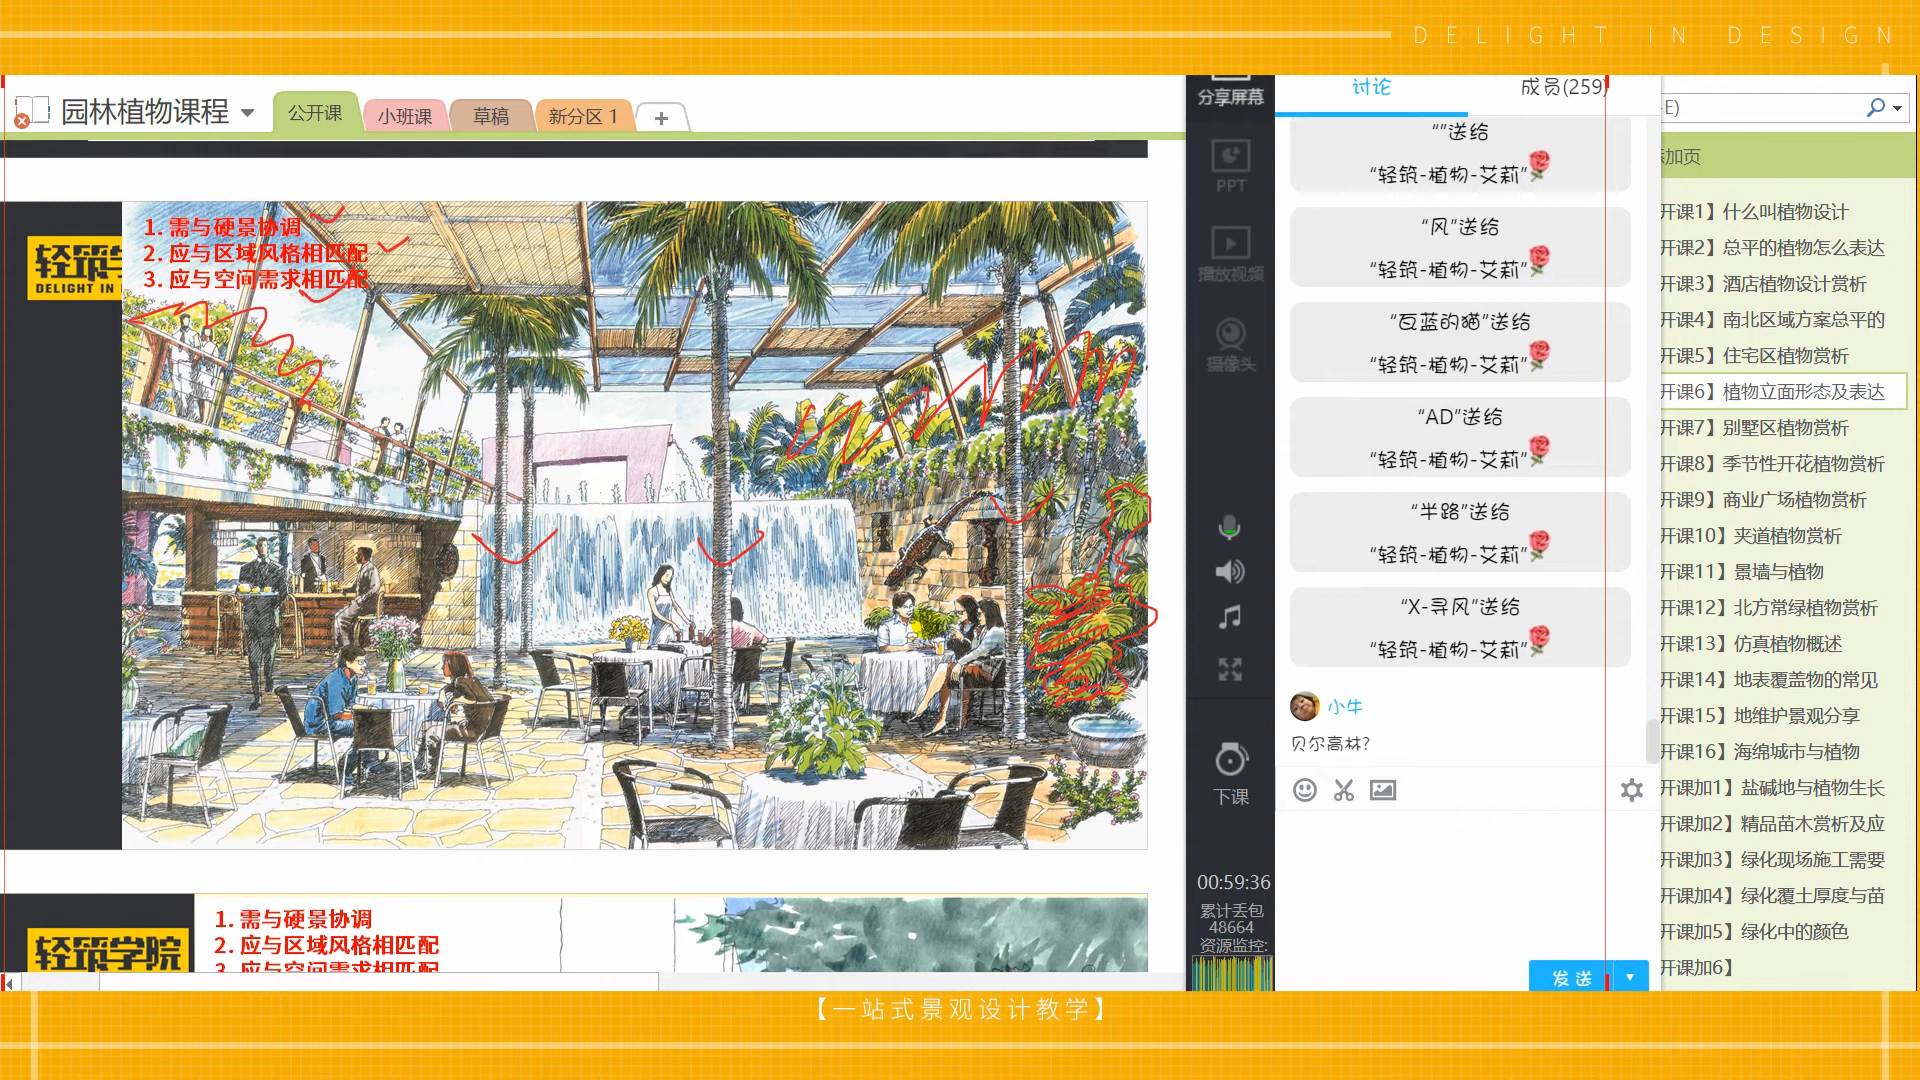 DELIGHT IN DESIGN
园林植物课程
公开课
小班课
草稿
新分区 1
1. 需与硬景协调
2. 应与区域风格相匹配
3. 应与空间需求相匹配
轻筑学
DELIGHT IN
1. 需与硬景协调
2. 应与区域风格相匹配
3. 应与空间需求相匹配
轻筑学院
分享屏幕
PPT
播放视频
摄像头
下课
00:59:36
累计丢包
48664
资源监控:
讨论
成员(259)
“”送给
“轻筑-植物-艾莉”
“风”送给
“轻筑-植物-艾莉”
“瓦蓝的猫”送给
“轻筑-植物-艾莉”
“AD”送给
“轻筑-植物-艾莉”
“半路”送给
“轻筑-植物-艾莉”
“X-寻风”送给
“轻筑-植物-艾莉”
小牛
贝尔高林?
发送
E)
加页
开课1】什么叫植物设计
开课2】总平的植物怎么表达
开课3】酒店植物设计赏析
开课4】南北区域方案总平的
开课5】住宅区植物赏析
开课6】植物立面形态及表达
开课7】别墅区植物赏析
开课8】季节性开花植物赏析
开课9】商业广场植物赏析
开课10】夹道植物赏析
开课11】景墙与植物
开课12】北方常绿植物赏析
开课13】仿真植物概述
开课14】地表覆盖物的常见
开课15】地维护景观分享
开课16】海绵城市与植物
开课加1】盐碱地与植物生长
开课加2】精品苗木赏析及应
开课加3】绿化现场施工需要
开课加4】绿化覆土厚度与苗
开课加5】绿化中的颜色
开课加6】
【一站式景观设计教学】